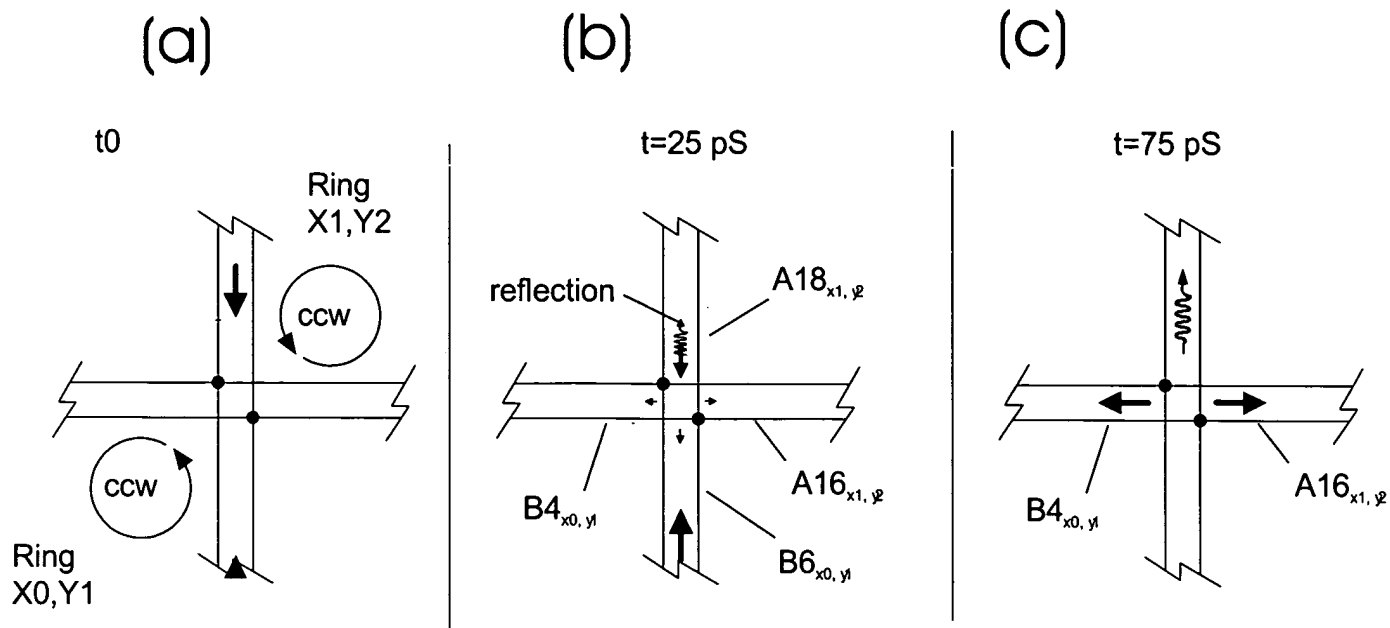 (a)
(b)
(c)
t0
t=25 pS
t=75 pS
Ring
X1,Y2
ccw
reflection
A18x1, y2
ccw
B4x0, y1
A16x1, y2
B6x0, y1
Ring
X0,Y1
B4x0, y1
A16x1, y2